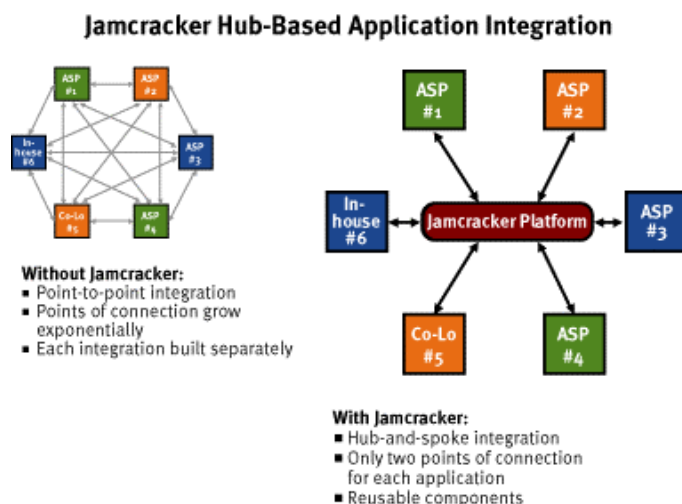 Jamcracker Hub-Based Application Integration
ASP
#1
ASP
#2
In-
house
#6
ASP
#3
Co-Lo
#5
ASP
#4
Without Jamcracker:
▪ Point-to-point integration
▪ Points of connection grow
exponentially
▪ Each integration built separately
ASP
#1
ASP
#2
In-
house
#6
Jamcracker Platform
ASP
#3
Co-Lo
#5
ASP
#4
With Jamcracker:
▪ Hub-and-spoke integration
▪ Only two points of connection
for each application
▪ Reusable components